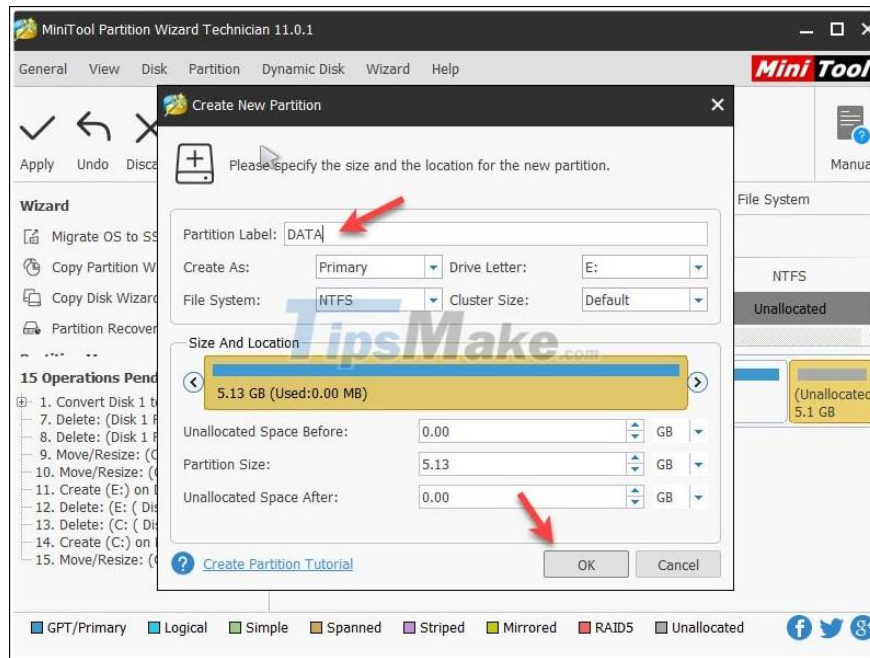 MiniTool Partition Wizard Technician 11.0.1
General View Disk Partition Dynamic Disk Wizard Help
Mini Tool
Create New Partition
Apply Undo
Please specify the size and the location for the new partition.
Wizard
File System
Migrate OS to
Partition Label: DATA
Copy Partition
Create As: Primary Drive Letter: E:
NTFS
Copy Disk Wizard
File System: NTFS Cluster Size: Default
Unallocated
Partition
TipsMake.com
Size And Location
15 Operations
5.13 GB (Used:0.00 MB)
(Unallocated
5.1 GB
1. Convert Disk 1
7. Delete: (Disk 1
Unallocated Space Before: 0.00 GB
8. Delete: (Disk 1
9. Move/Resize:
Partition Size: 5.13 GB
10. Move/Resize:
11. Create (E:) on
Unallocated Space After: 0.00 GB
12. Delete: (E: (
13. Delete: (C: (
14. Create (C:) on
15. Move/Resize:
Create Partition Tutorial
OK Cancel
GPT/Primary Logical Simple Spanned Striped Mirrored RAID5 Unallocated